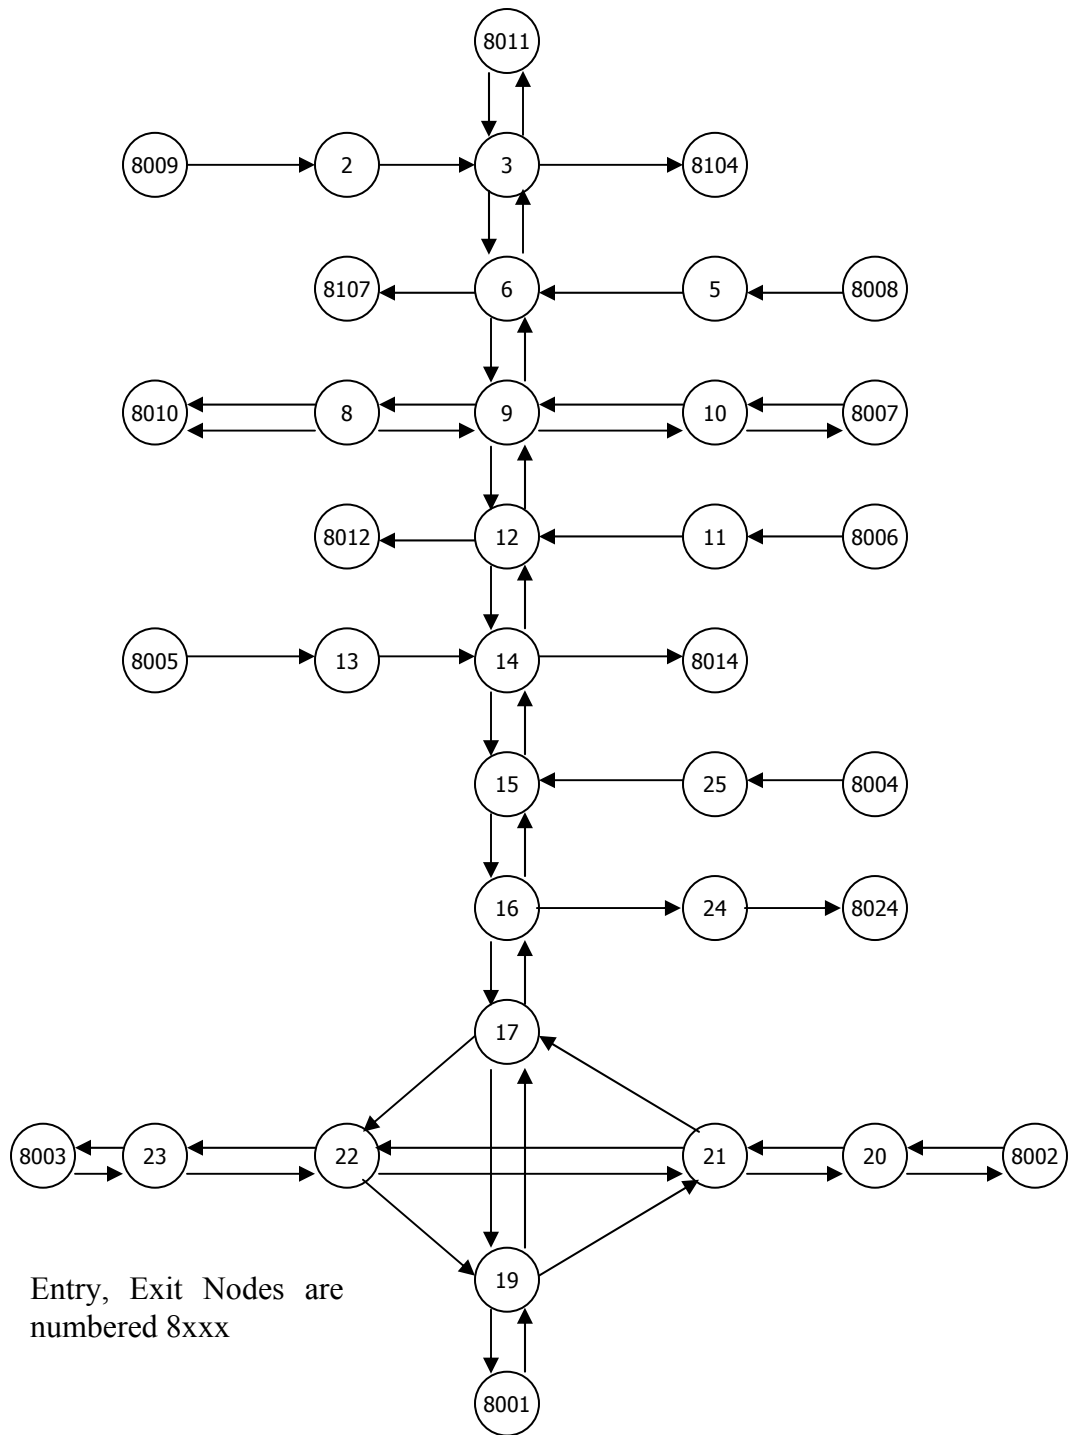 8011
8009 2 3 8104
8107 6 5 8008
8010 8 9 10 8007
8012 12 11 8006
8005 13 14 8014
15 25 8004
16 24 8024
17
8003 23 22 21 20 8002
19
Entry, Exit Nodes are
numbered 8xxx
8001